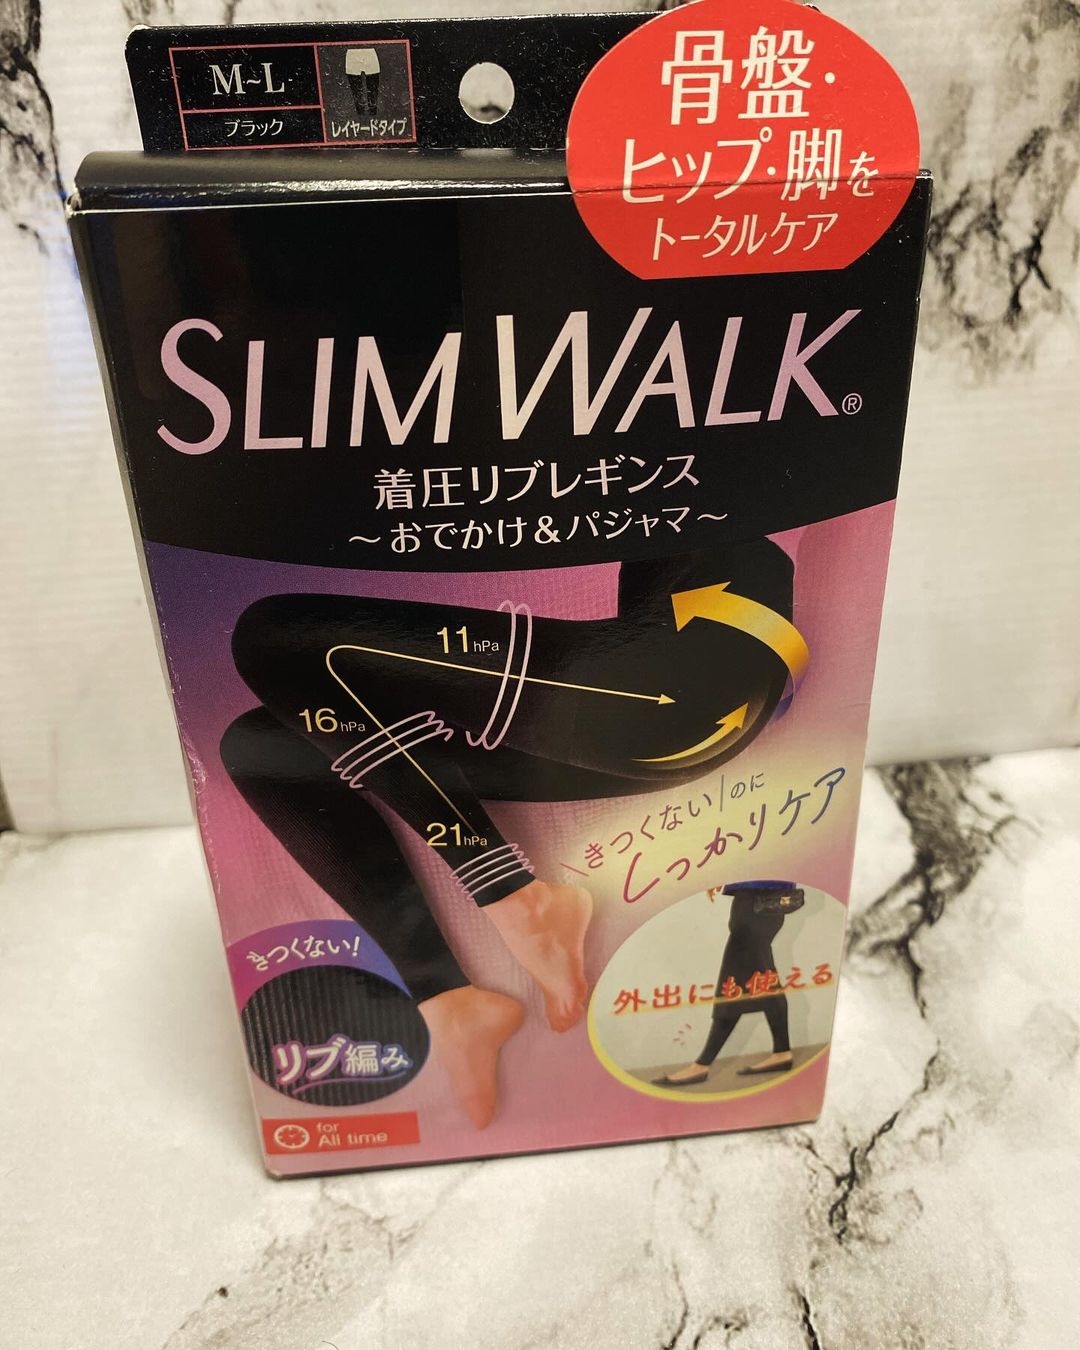 M~L
ブラック
レイヤードタイプ
骨盤・
ヒップ・脚を
トータルケア
SLIM WALK®
着圧リブレギンス
～おでかけ＆パジャマ～
11hPa
16hPa
21hPa
\きつくない/のに
しっかりケア
きつくない!
リブ編み
外出にも使える
for
All time